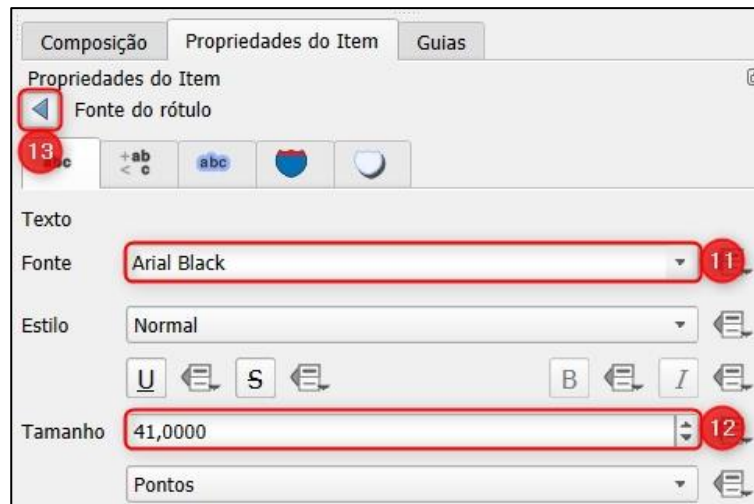 Composição Propriedades do Item Guias
Propriedades do Item
Fonte do rótulo
13
+ab
< c abc
Texto
Fonte Arial Black 11
Estilo Normal
U S B I
Tamanho 41,0000 12
Pontos